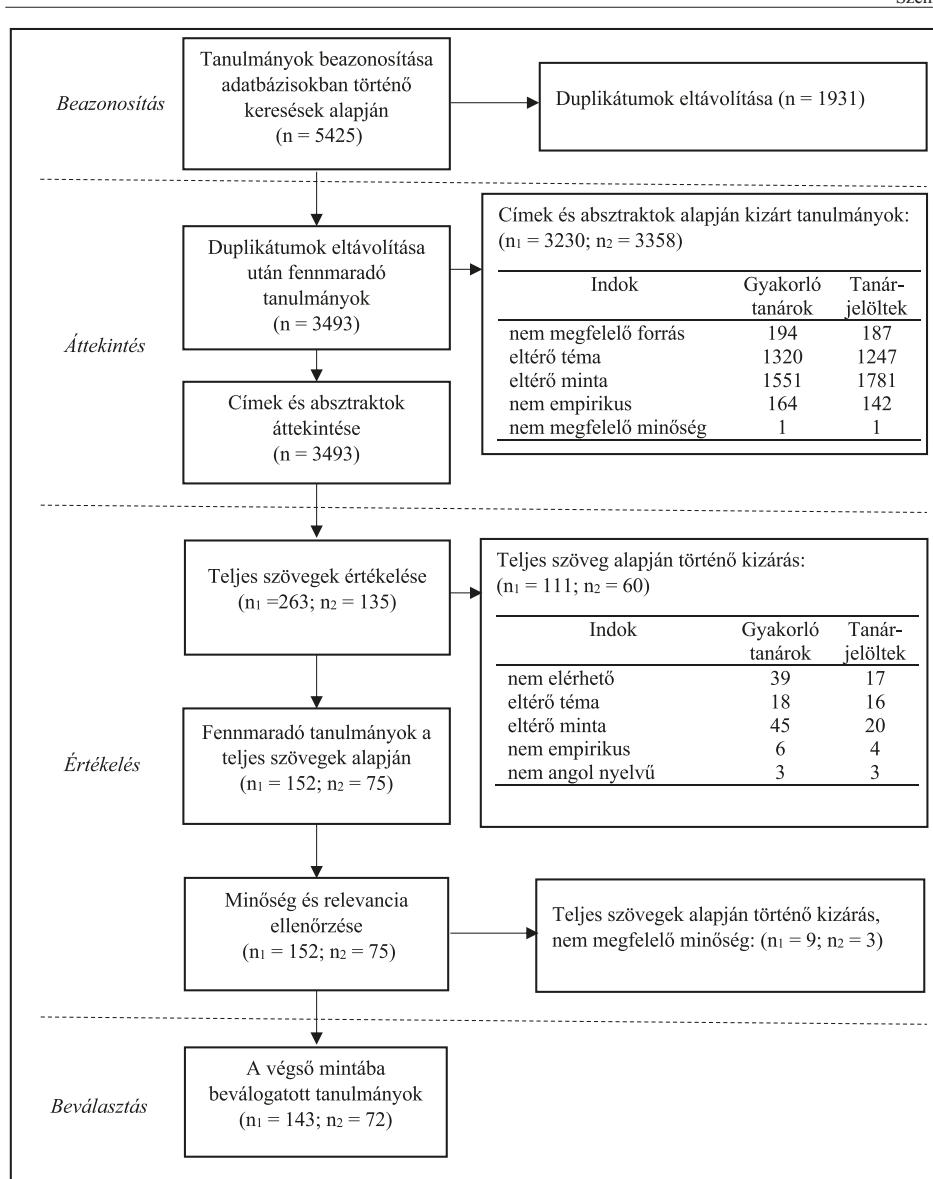 Beazonosítás
Tanulmányok beazonosítása
adatbázisokban történő
keresések alapján
(n = 5425)
Duplikátumok eltávolítása (n = 1931)
Áttekintés
Duplikátumok eltávolítása
után fennmaradó
tanulmányok
(n = 3493)
Címek és absztraktok
áttekintése
(n = 3493)
Címek és absztraktok alapján kizárt tanulmányok:
(n₁ = 3230; n₂ = 3358)
Indok Gyakorló tanárok Tanár-jelöltek
nem megfelelő forrás 194 187
eltérő téma 1320 1247
eltérő minta 1551 1781
nem empirikus 164 142
nem megfelelő minőség 1 1
Értékelés
Teljes szövegek értékelése
(n₁ =263; n₂ = 135)
Teljes szöveg alapján történő kizárás:
(n₁ = 111; n₂ = 60)
Indok Gyakorló tanárok Tanár-jelöltek
nem elérhető 39 17
eltérő téma 18 16
eltérő minta 45 20
nem empirikus 6 4
nem angol nyelvű 3 3
Fennmaradó tanulmányok a
teljes szövegek alapján
(n₁ = 152; n₂ = 75)
Minőség és relevancia
ellenőrzése
(n₁ = 152; n₂ = 75)
Teljes szövegek alapján történő kizárás,
nem megfelelő minőség: (n₁ = 9; n₂ = 3)
Beválasztás
A végső mintába
beválogatott tanulmányok
(n₁ = 143; n₂ = 72)